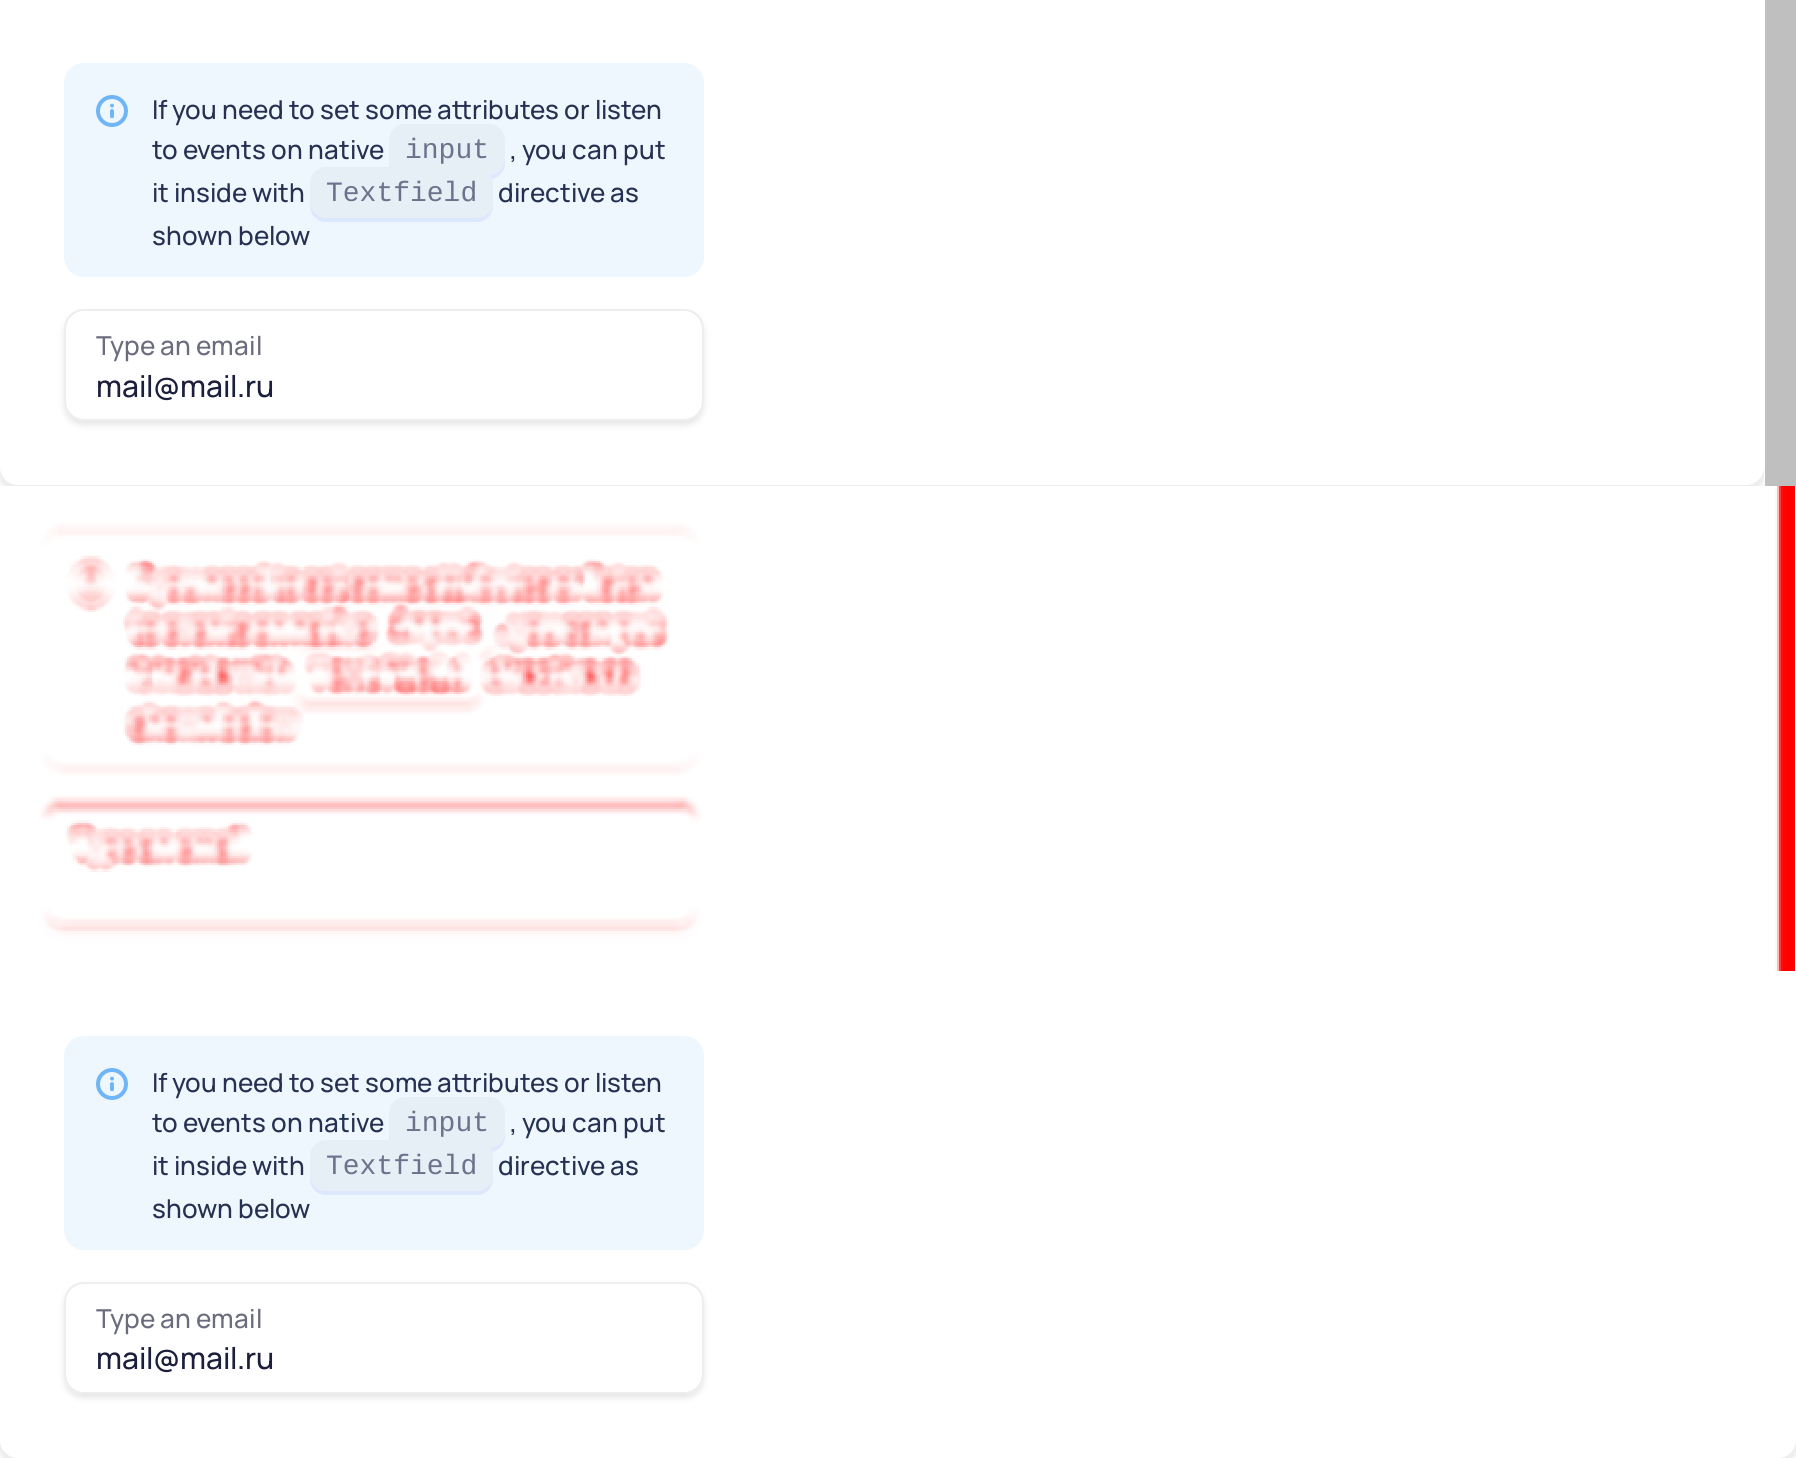 If you need to set some attributes or listen
to events on native input , you can put
it inside with Textfield directive as
shown below
Type an email
mail@mail.ru
If you need to set some attributes or listen
to events on native input , you can put
it inside with Textfield directive as
shown below
Type an email
mail@mail.ru